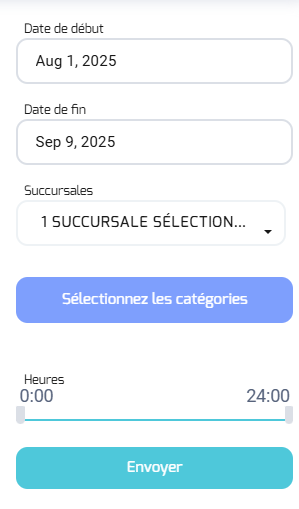 Date de début
Aug 1, 2025
Date de fin
Sep 9, 2025
Succursales
1 SUCCURSALE SÉLECTION...
Sélectionnez les catégories
Heures
0:00 24:00
Envoyer